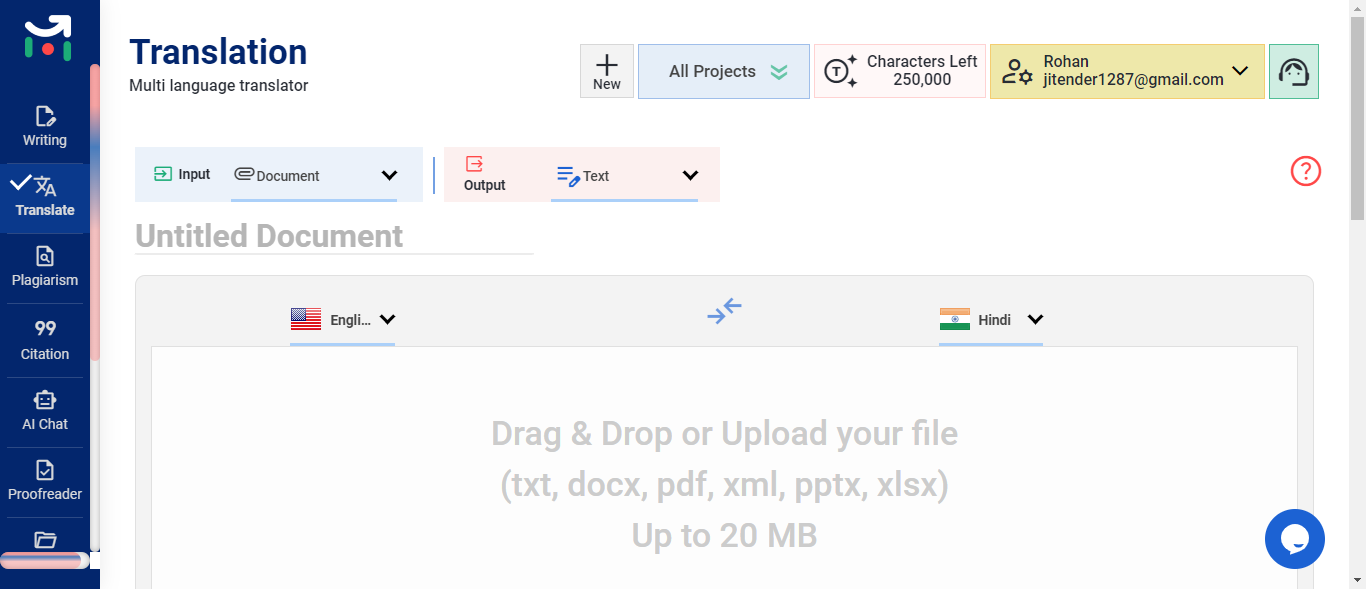 Translation
Multi language translator
New
All Projects
T
Characters Left
250,000
Rohan
jitender1287@gmail.com
Writing
Translate
Plagiarism
Citation
AI Chat
Proofreader
Input
Document
Output
Text
?
Untitled Document
Engli...
Hindi
Drag & Drop or Upload your file
(txt, docx, pdf, xml, pptx, xlsx)
Up to 20 MB